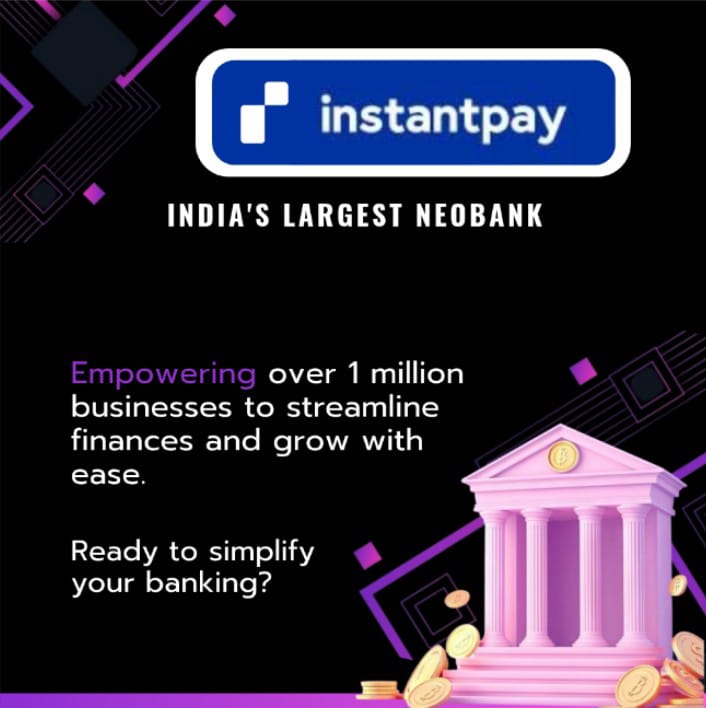 instantpay
INDIA'S LARGEST NEOBANK
Empowering over 1 million
businesses to streamline
finances and grow with
ease.
Ready to simplify
your banking?